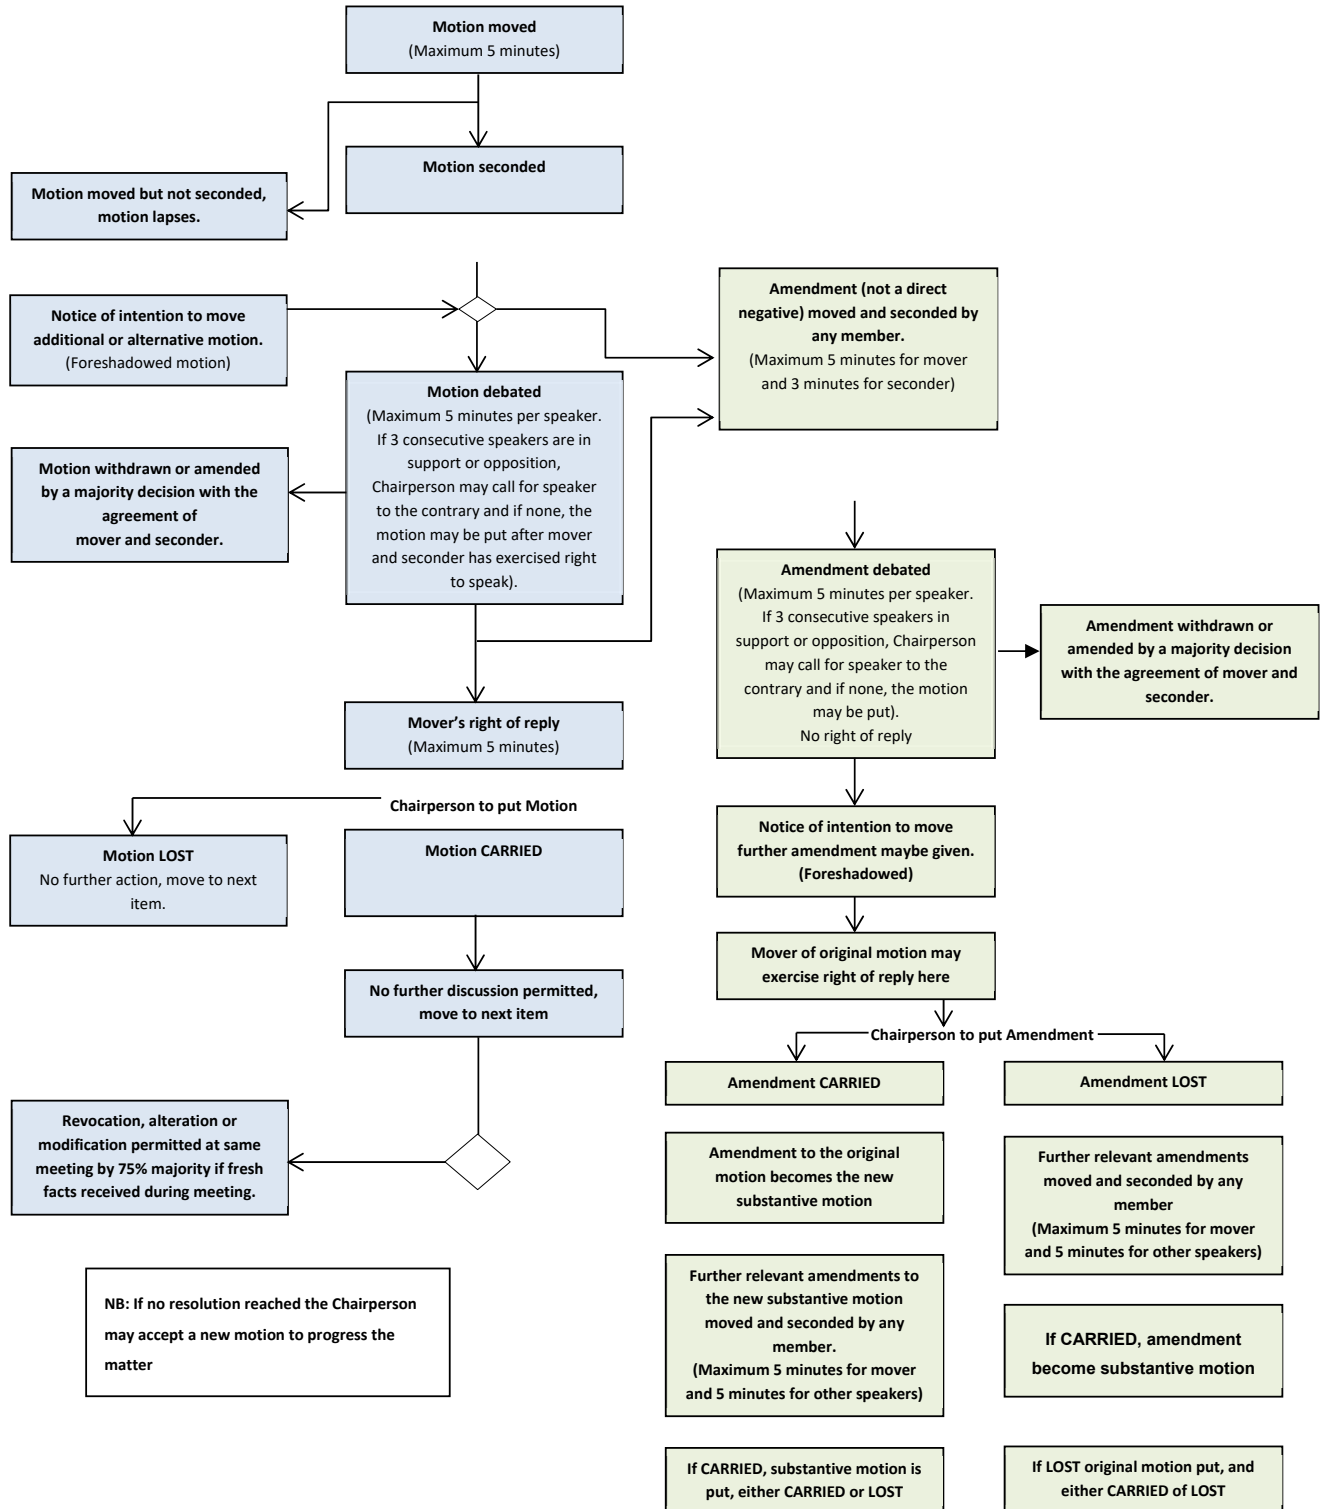 Motion moved
(Maximum 5 minutes)
Motion seconded
Motion moved but not seconded,
motion lapses.
Notice of intention to move
additional or alternative motion.
(Foreshadowed motion)
Amendment (not a direct
negative) moved and seconded by
any member.
(Maximum 5 minutes for mover
and 3 minutes for seconder)
Motion debated
(Maximum 5 minutes per speaker.
If 3 consecutive speakers are in
support or opposition,
Chairperson may call for speaker
to the contrary and if none, the
motion may be put after mover
and seconder has exercised right
to speak).
Motion withdrawn or amended
by a majority decision with the
agreement of
mover and seconder.
Amendment debated
(Maximum 5 minutes per speaker.
If 3 consecutive speakers in
support or opposition, Chairperson
may call for speaker to the
contrary and if none, the motion
may be put).
No right of reply
Amendment withdrawn or
amended by a majority decision
with the agreement of mover and
seconder.
Mover’s right of reply
(Maximum 5 minutes)
Chairperson to put Motion
Motion LOST
No further action, move to next
item.
Motion CARRIED
Notice of intention to move
further amendment maybe given.
(Foreshadowed)
Mover of original motion may
exercise right of reply here
No further discussion permitted,
move to next item
Chairperson to put Amendment
Amendment CARRIED
Amendment LOST
Revocation, alteration or
modification permitted at same
meeting by 75% majority if fresh
facts received during meeting.
Amendment to the original
motion becomes the new
substantive motion
Further relevant amendments
moved and seconded by any
member
(Maximum 5 minutes for mover
and 5 minutes for other speakers)
NB: If no resolution reached the Chairperson
may accept a new motion to progress the
matter
Further relevant amendments to
the new substantive motion
moved and seconded by any
member.
(Maximum 5 minutes for mover
and 5 minutes for other speakers)
If CARRIED, amendment
become substantive motion
If CARRIED, substantive motion is
put, either CARRIED or LOST
If LOST original motion put, and
either CARRIED of LOST